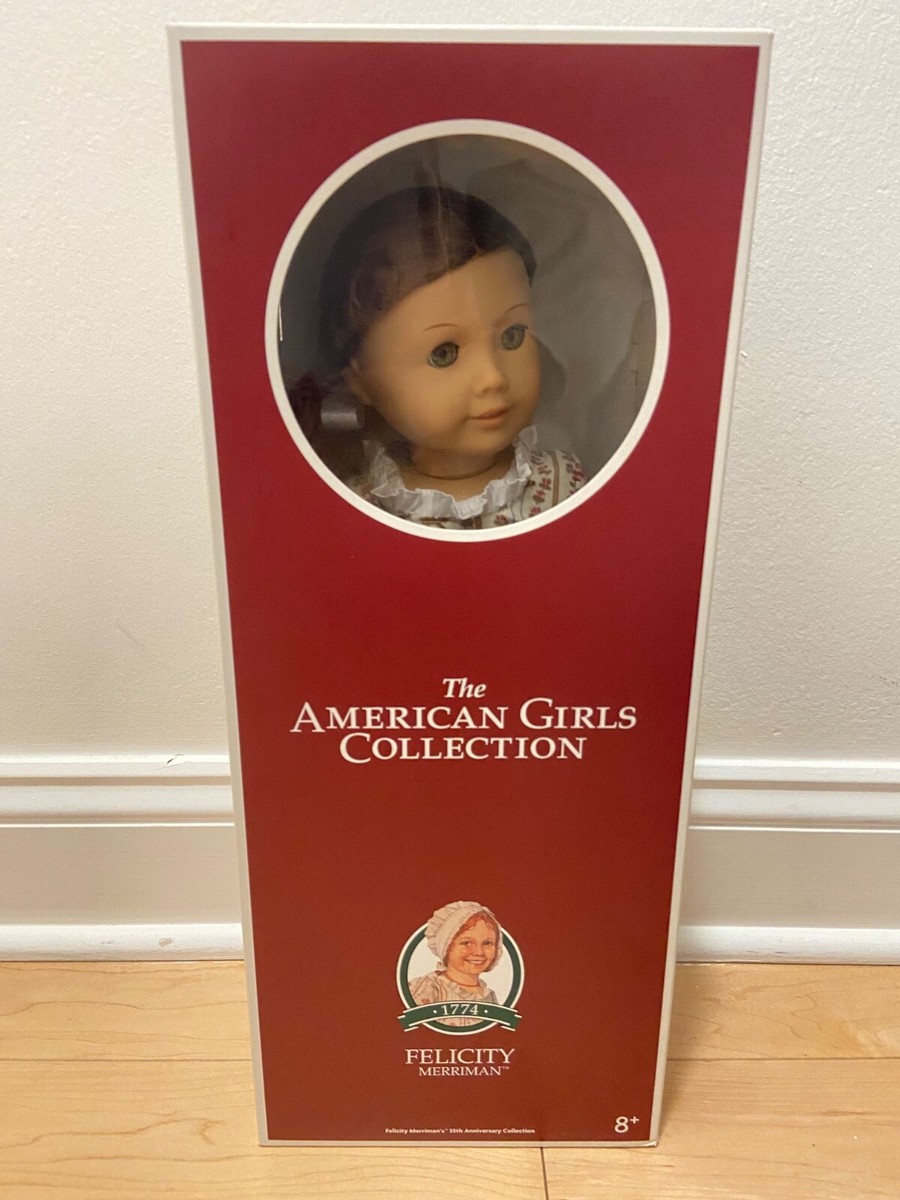 The
AMERICAN GIRLS
COLLECTION
• 1774 •
FELICITY
MERRIMAN™
Felicity Merriman's™ 35th Anniversary Collection
8+